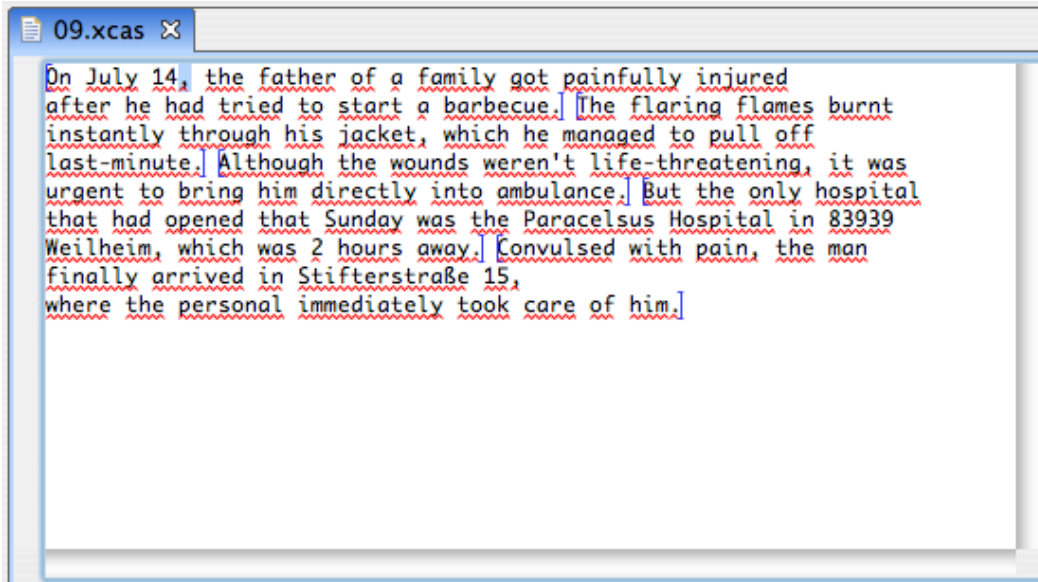 09.xcas
On July 14, the father of a family got painfully injured
after he had tried to start a barbecue. The flaring flames burnt
instantly through his jacket, which he managed to pull off
last-minute. Although the wounds weren't life-threatening, it was
urgent to bring him directly into ambulance. But the only hospital
that had opened that Sunday was the Paracelsus Hospital in 83939
Weilheim, which was 2 hours away. Convulsed with pain, the man
finally arrived in Stifterstraße 15,
where the personal immediately took care of him.